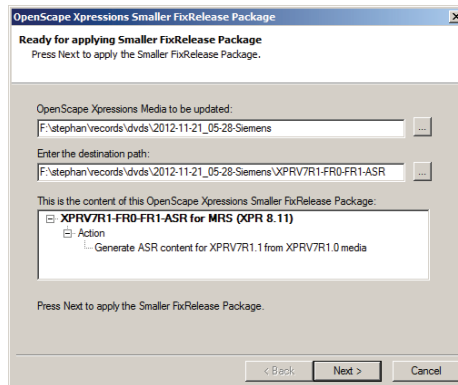 OpenScape Xpressions Smaller FixRelease Package
Ready for applying Smaller FixRelease Package
Press Next to apply the Smaller FixRelease Package.
OpenScape Xpressions Media to be updated:
F:\stephan\records\dvds\2012-11-21_05-28-Siemens
...
Enter the destination path:
F:\stephan\records\dvds\2012-11-21_05-28-Siemens\XPRV7R1-FR0-FR1-ASR
...
This is the content of this OpenScape Xpressions Smaller FixRelease Package:
XPRV7R1-FR0-FR1-ASR for MRS (XPR 8.11)
Action
Generate ASR content for XPRV7R1.1 from XPRV7R1.0 media
Press Next to apply the Smaller FixRelease Package.
< Back Next > Cancel